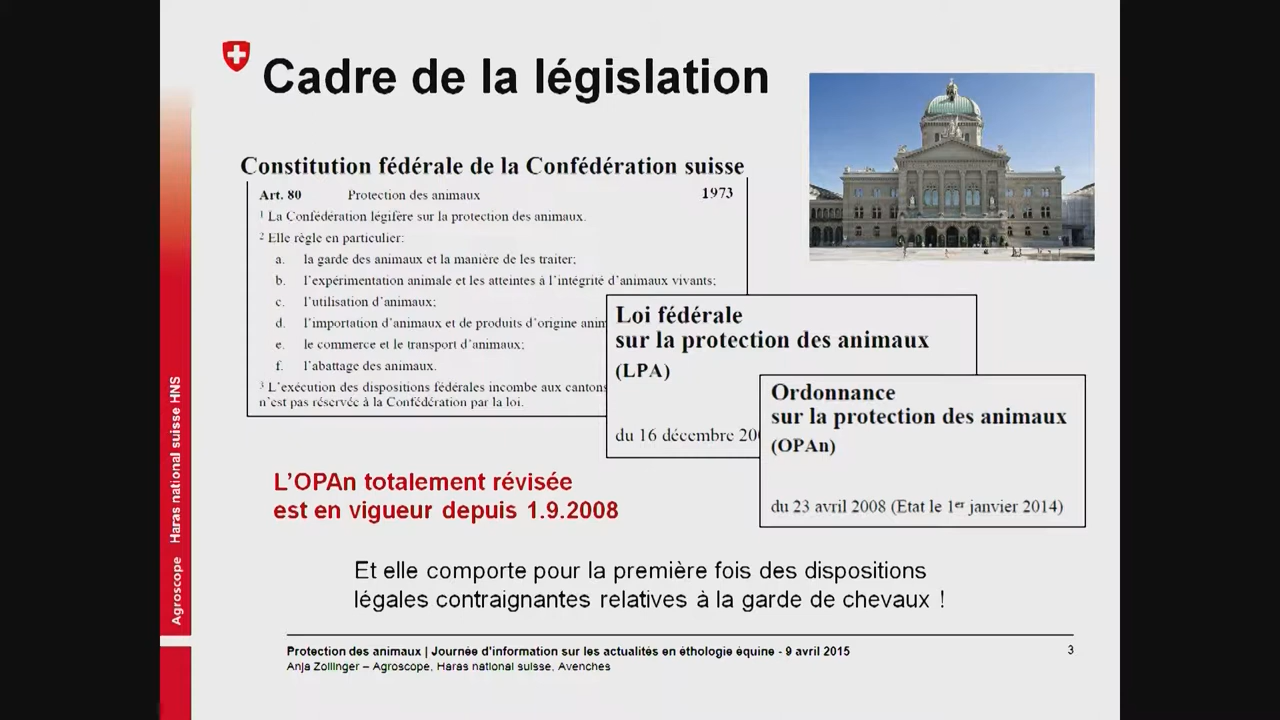 Cadre de la législation
Constitution fédérale de la Confédération suisse
Art. 80 Protection des animaux 1973
1 La Confédération légifère sur la protection des animaux.
2 Elle règle en particulier:
a. la garde des animaux et la manière de les traiter;
b. l'expérimentation animale et les atteintes à l'intégrité d'animaux vivants;
c. l'utilisation d'animaux;
d. l'importation d'animaux et de produits d'origine anim
e. le commerce et le transport d'animaux;
f. l'abattage des animaux.
3 L'exécution des dispositions fédérales incombe aux cantons
n'est pas réservée à la Confédération par la loi.
Loi fédérale
sur la protection des animaux
(LPA)
du 16 décembre 200
Ordonnance
sur la protection des animaux
(OPAn)
du 23 avril 2008 (Etat le 1er janvier 2014)
L'OPAn totalement révisée
est en vigueur depuis 1.9.2008
Et elle comporte pour la première fois des dispositions
légales contraignantes relatives à la garde de chevaux !
Protection des animaux | Journée d'information sur les actualités en éthologie équine - 9 avril 2015
Anja Zollinger – Agroscope, Haras national suisse, Avenches
3
Agroscope Haras national suisse HNS